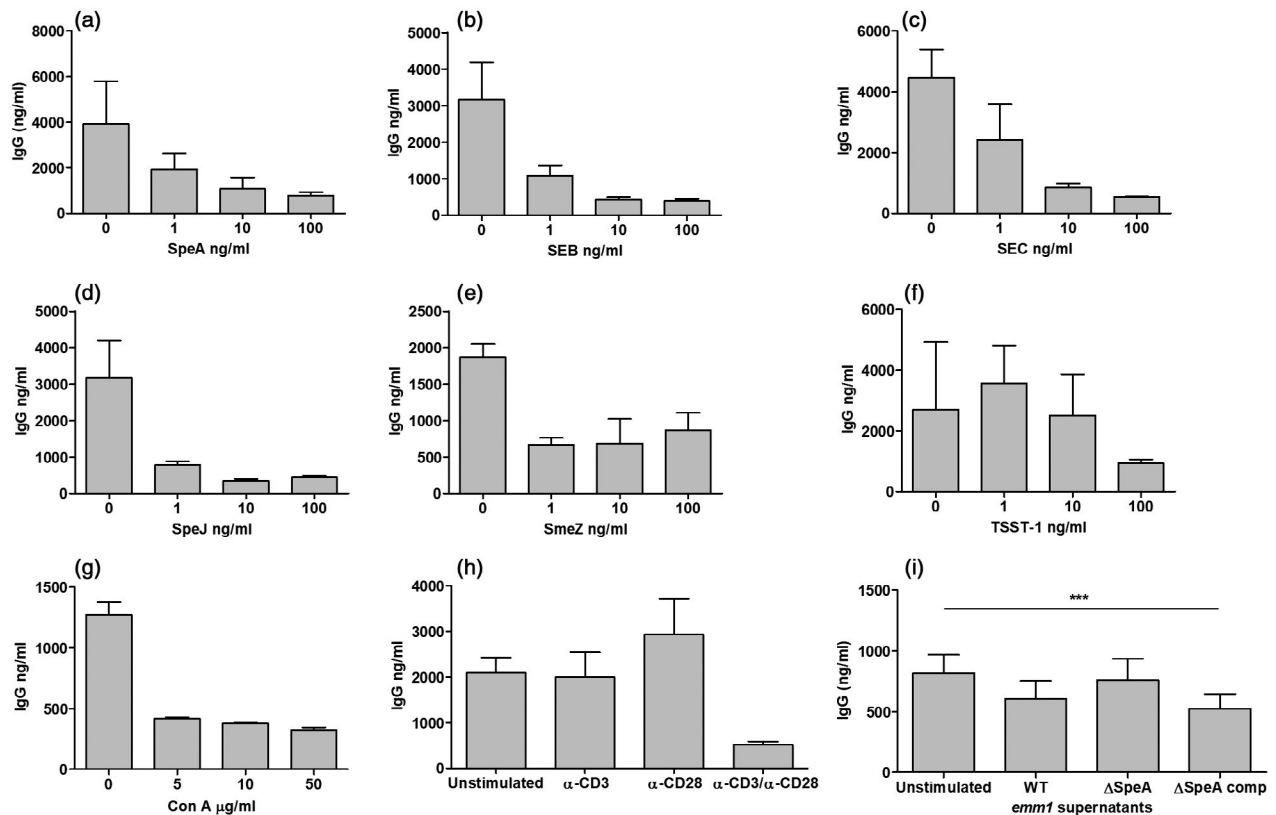 (a)
8000
6000
4000
2000
0
IgG (ng/ml)
0 1 10 100
SpeA ng/ml
(b)
5000
4000
3000
2000
1000
0
IgG ng/ml
0 1 10 100
SEB ng/ml
(c)
6000
4000
2000
0
IgG ng/ml
0 1 10 100
SEC ng/ml
(d)
5000
4000
3000
2000
1000
0
IgG ng/ml
0 1 10 100
SpeJ ng/ml
(e)
2500
2000
1500
1000
500
0
IgG ng/ml
0 1 10 100
SmeZ ng/ml
(f)
6000
4000
2000
0
IgG ng/ml
0 1 10 100
TSST-1 ng/ml
(g)
1500
1000
500
0
IgG ng/ml
0 5 10 50
Con A µg/ml
(h)
4000
3000
2000
1000
0
IgG ng/ml
Unstimulated α-CD3 α-CD28 α-CD3/α-CD28
(i)
1500
1000
500
0
IgG (ng/ml)
***
Unstimulated WT ΔSpeA ΔSpeA comp
emm1 supernatants